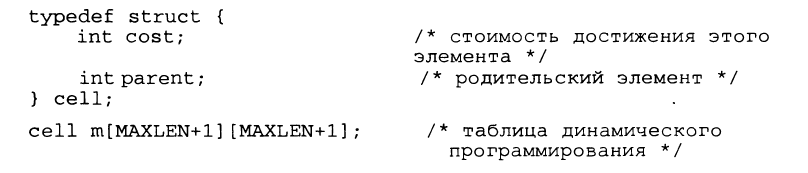 typedef struct {
int cost; /* стоимость достижения этого
элемента */
int parent; /* родительский элемент */
} cell;
cell m[MAXLEN+1][MAXLEN+1]; /* таблица динамического
программирования */